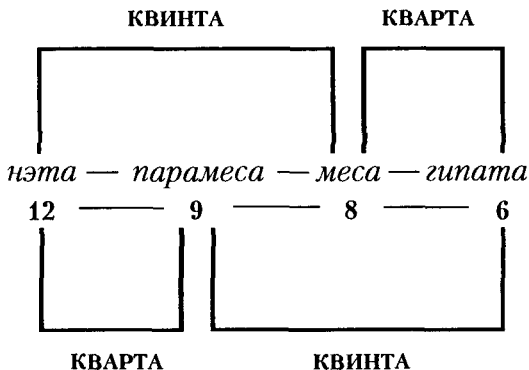 КВИНТА КВАРТА
нэта — парамеса — меса — гипата
12 — 9 — 8 — 6
КВАРТА КВИНТА